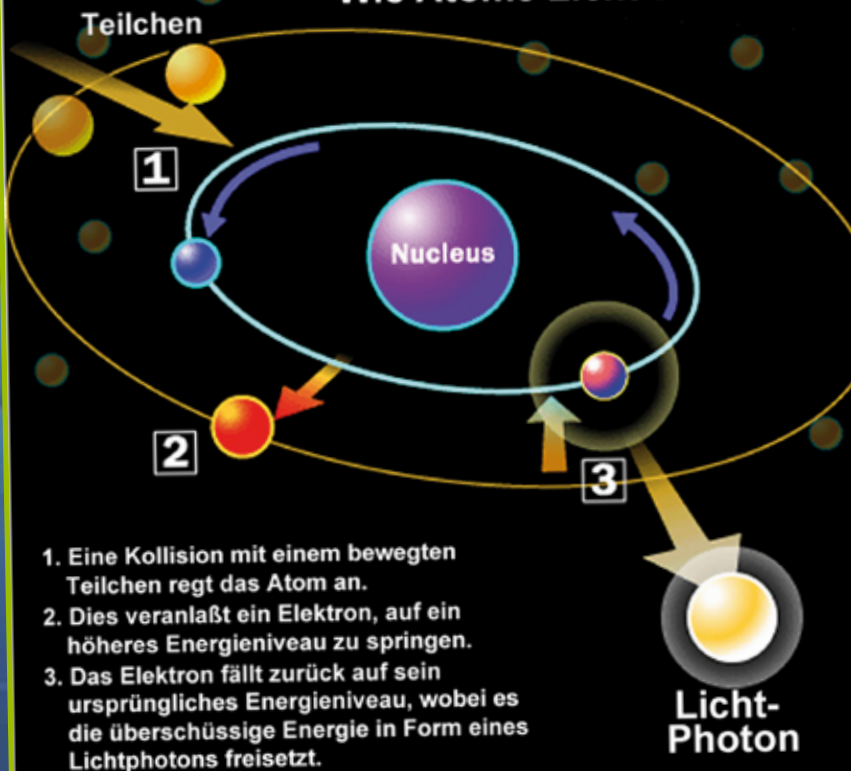 Teilchen
1
Nucleus
2
3
1. Eine Kollision mit einem bewegten
Teilchen regt das Atom an.
2. Dies veranlaßt ein Elektron, auf ein
höheres Energieniveau zu springen.
3. Das Elektron fällt zurück auf sein
ursprüngliches Energieniveau, wobei es
die überschüssige Energie in Form eines
Lichtphotons freisetzt.
Licht-
Photon